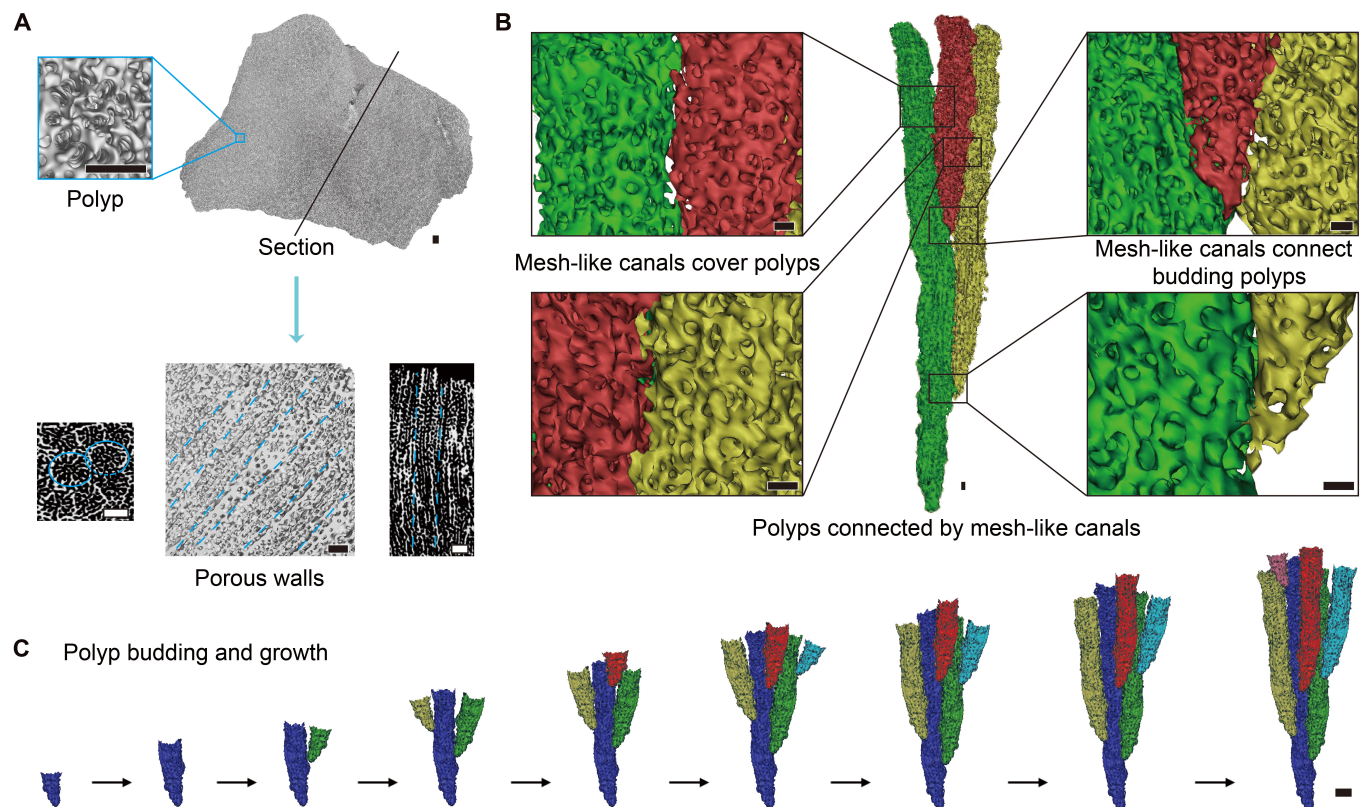 A
Polyp
Section
Porous walls
B
Mesh-like canals cover polyps
Mesh-like canals connect
budding polyps
Polyps connected by mesh-like canals
C
Polyp budding and growth